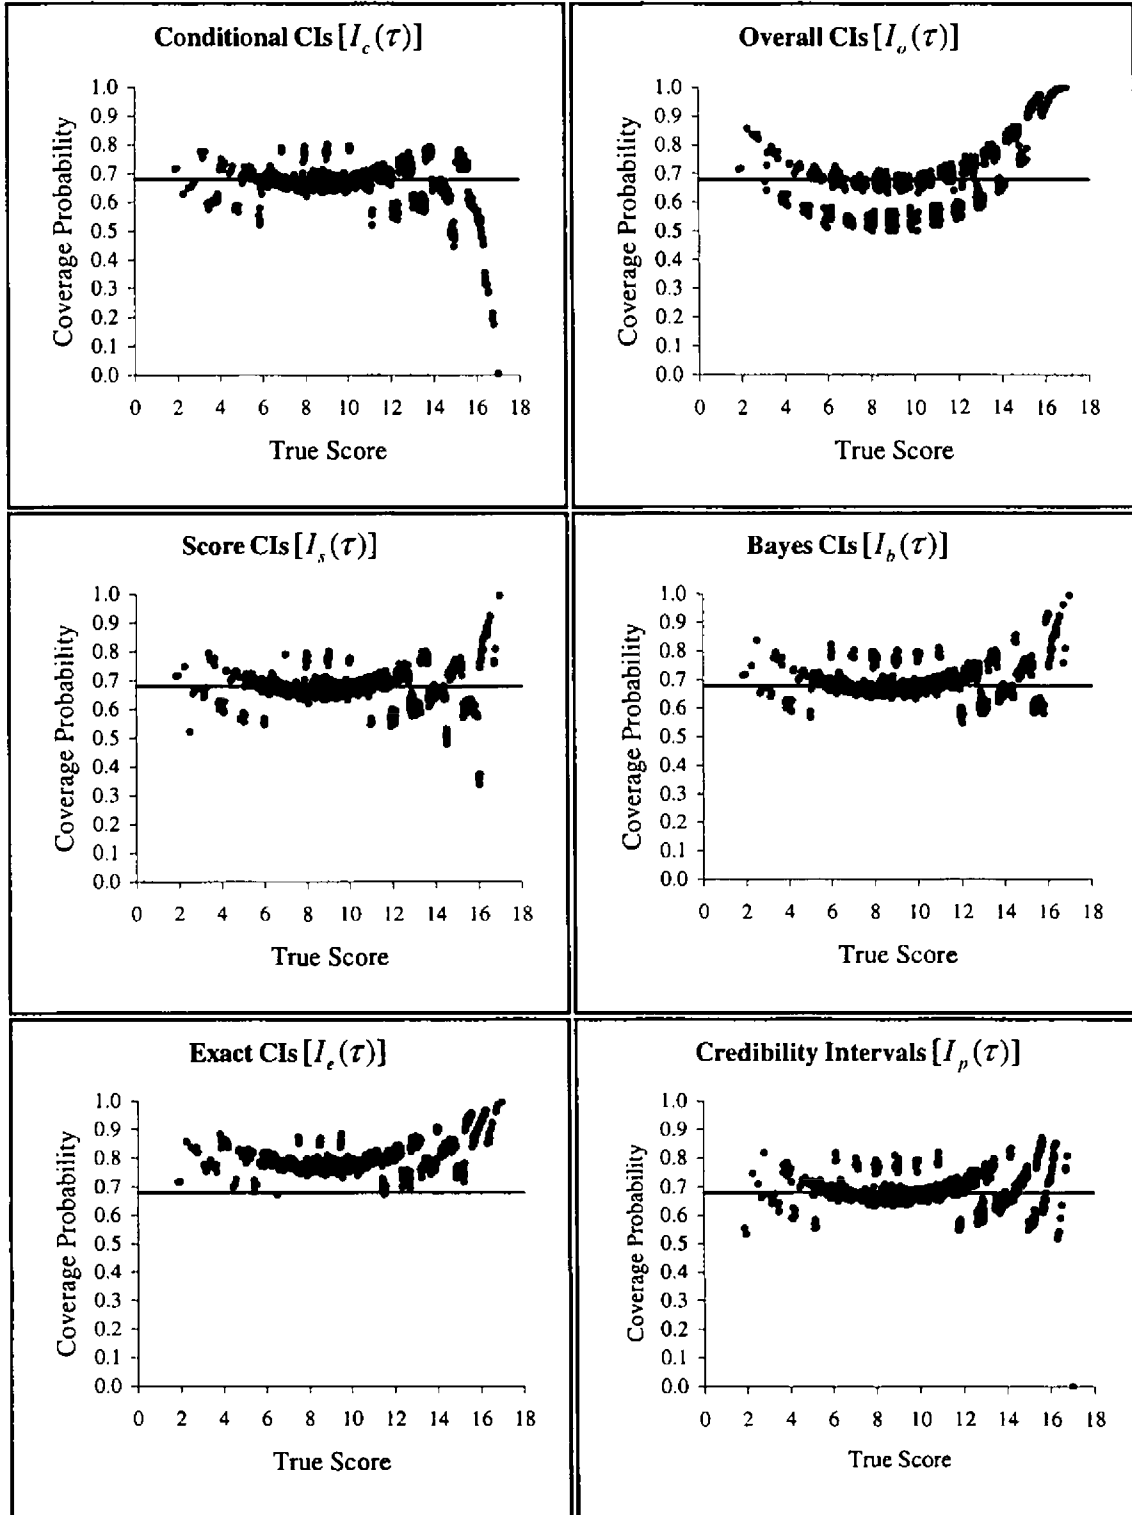 Conditional CIs [I_c(τ)]
Coverage Probability
1.0
0.9
0.8
0.7
0.6
0.5
0.4
0.3
0.2
0.1
0.0
0 2 4 6 8 10 12 14 16 18
True Score
Overall CIs [I_o(τ)]
Coverage Probability
1.0
0.9
0.8
0.7
0.6
0.5
0.4
0.3
0.2
0.1
0.0
0 2 4 6 8 10 12 14 16 18
True Score
Score CIs [I_s(τ)]
Coverage Probability
1.0
0.9
0.8
0.7
0.6
0.5
0.4
0.3
0.2
0.1
0.0
0 2 4 6 8 10 12 14 16 18
True Score
Bayes CIs [I_b(τ)]
Coverage Probability
1.0
0.9
0.8
0.7
0.6
0.5
0.4
0.3
0.2
0.1
0.0
0 2 4 6 8 10 12 14 16 18
True Score
Exact CIs [I_e(τ)]
Coverage Probability
1.0
0.9
0.8
0.7
0.6
0.5
0.4
0.3
0.2
0.1
0.0
0 2 4 6 8 10 12 14 16 18
True Score
Credibility Intervals [I_p(τ)]
Coverage Probability
1.0
0.9
0.8
0.7
0.6
0.5
0.4
0.3
0.2
0.1
0.0
0 2 4 6 8 10 12 14 16 18
True Score